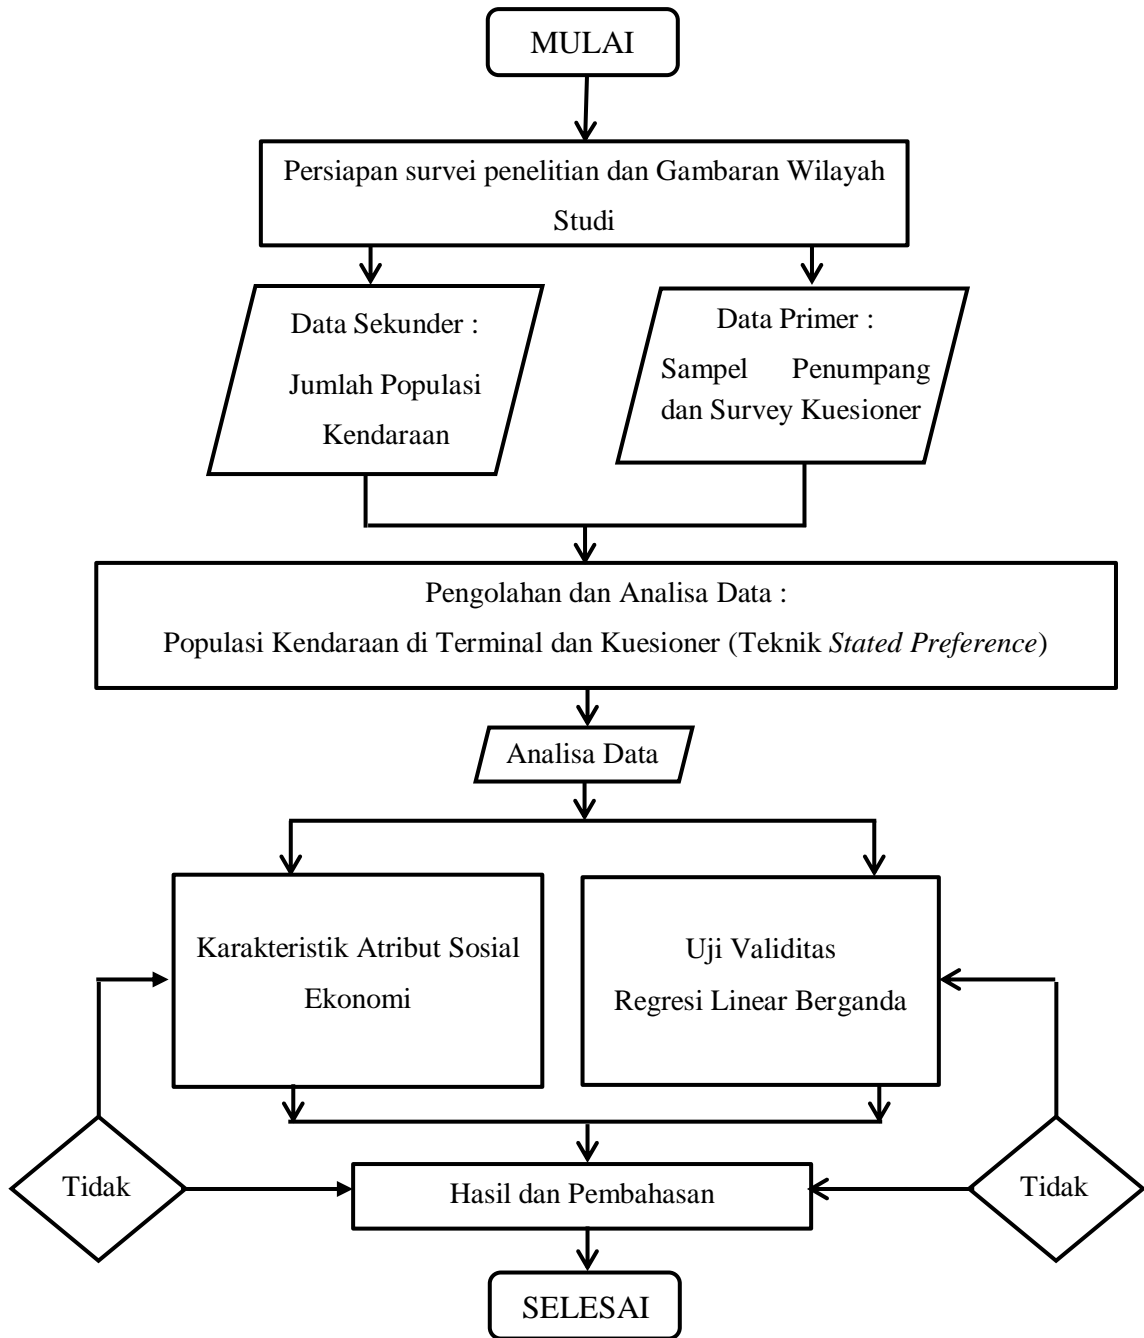 MULAI
Persiapan survei penelitian dan Gambaran Wilayah
Studi
Data Sekunder :
Jumlah Populasi
Kendaraan
Data Primer :
Sampel Penumpang
dan Survey Kuesioner
Pengolahan dan Analisa Data :
Populasi Kendaraan di Terminal dan Kuesioner (Teknik Stated Preference)
Analisa Data
Karakteristik Atribut Sosial
Ekonomi
Uji Validitas
Regresi Linear Berganda
Tidak
Hasil dan Pembahasan
Tidak
SELESAI